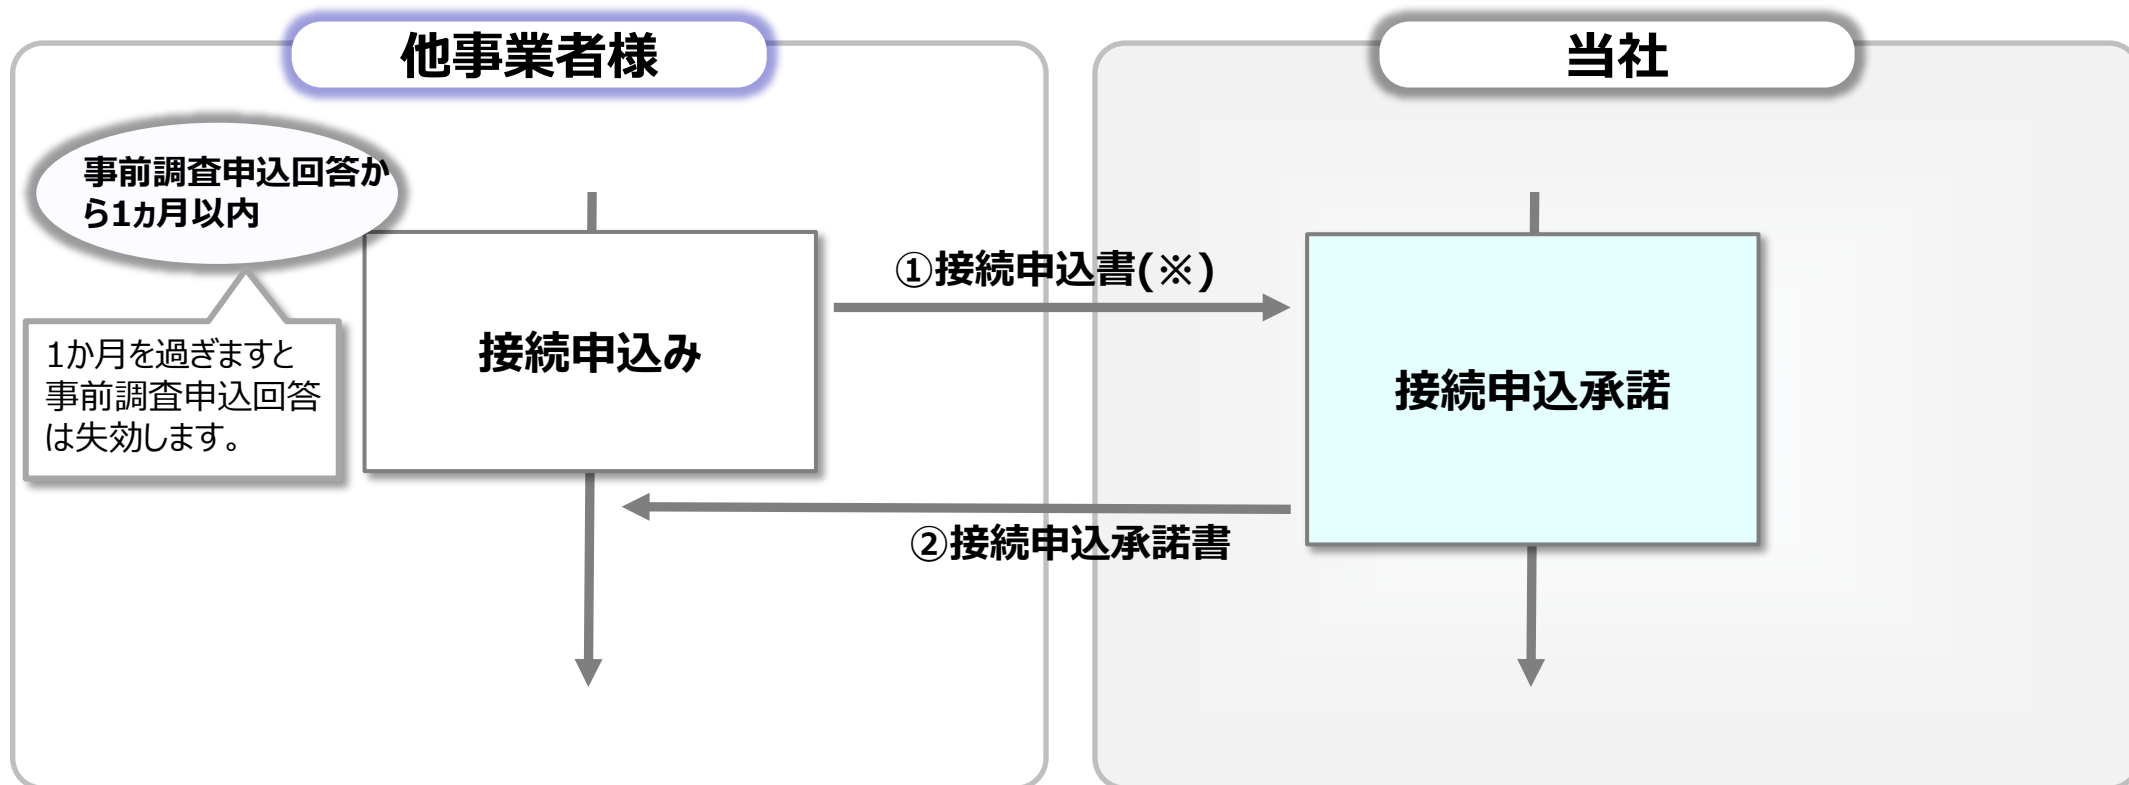 他事業者様
当社
事前調査申込回答か
ら1ヵ月以内
①接続申込書(※)
1か月を過ぎますと
事前調査申込回答
は失効します。
接続申込み
接続申込承諾
②接続申込承諾書